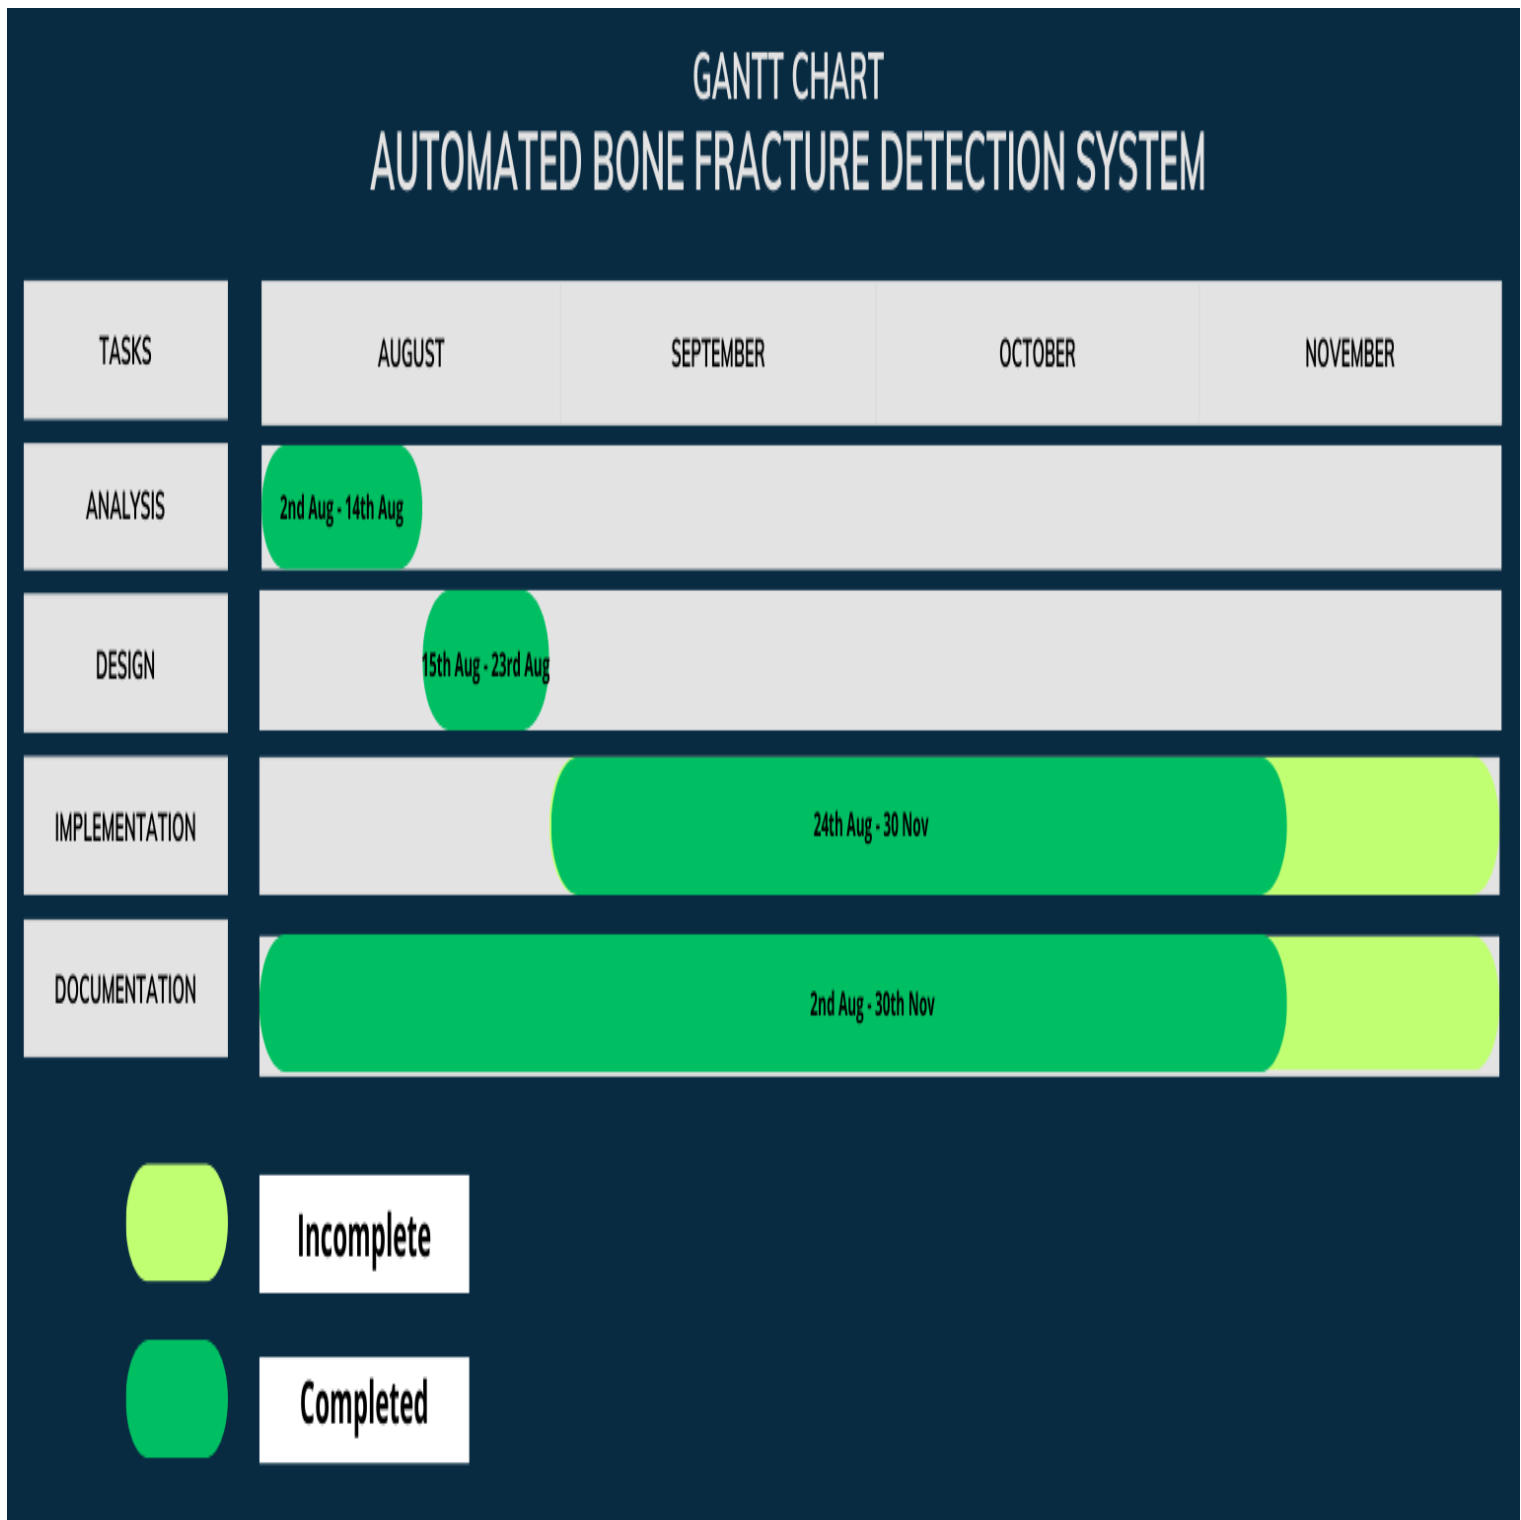 GANTT CHART
AUTOMATED BONE FRACTURE DETECTION SYSTEM
TASKS
AUGUST
SEPTEMBER
OCTOBER
NOVEMBER
ANALYSIS
2nd Aug - 14th Aug
DESIGN
15th Aug - 23rd Aug
IMPLEMENTATION
24th Aug - 30 Nov
DOCUMENTATION
2nd Aug - 30th Nov
Incomplete
Completed